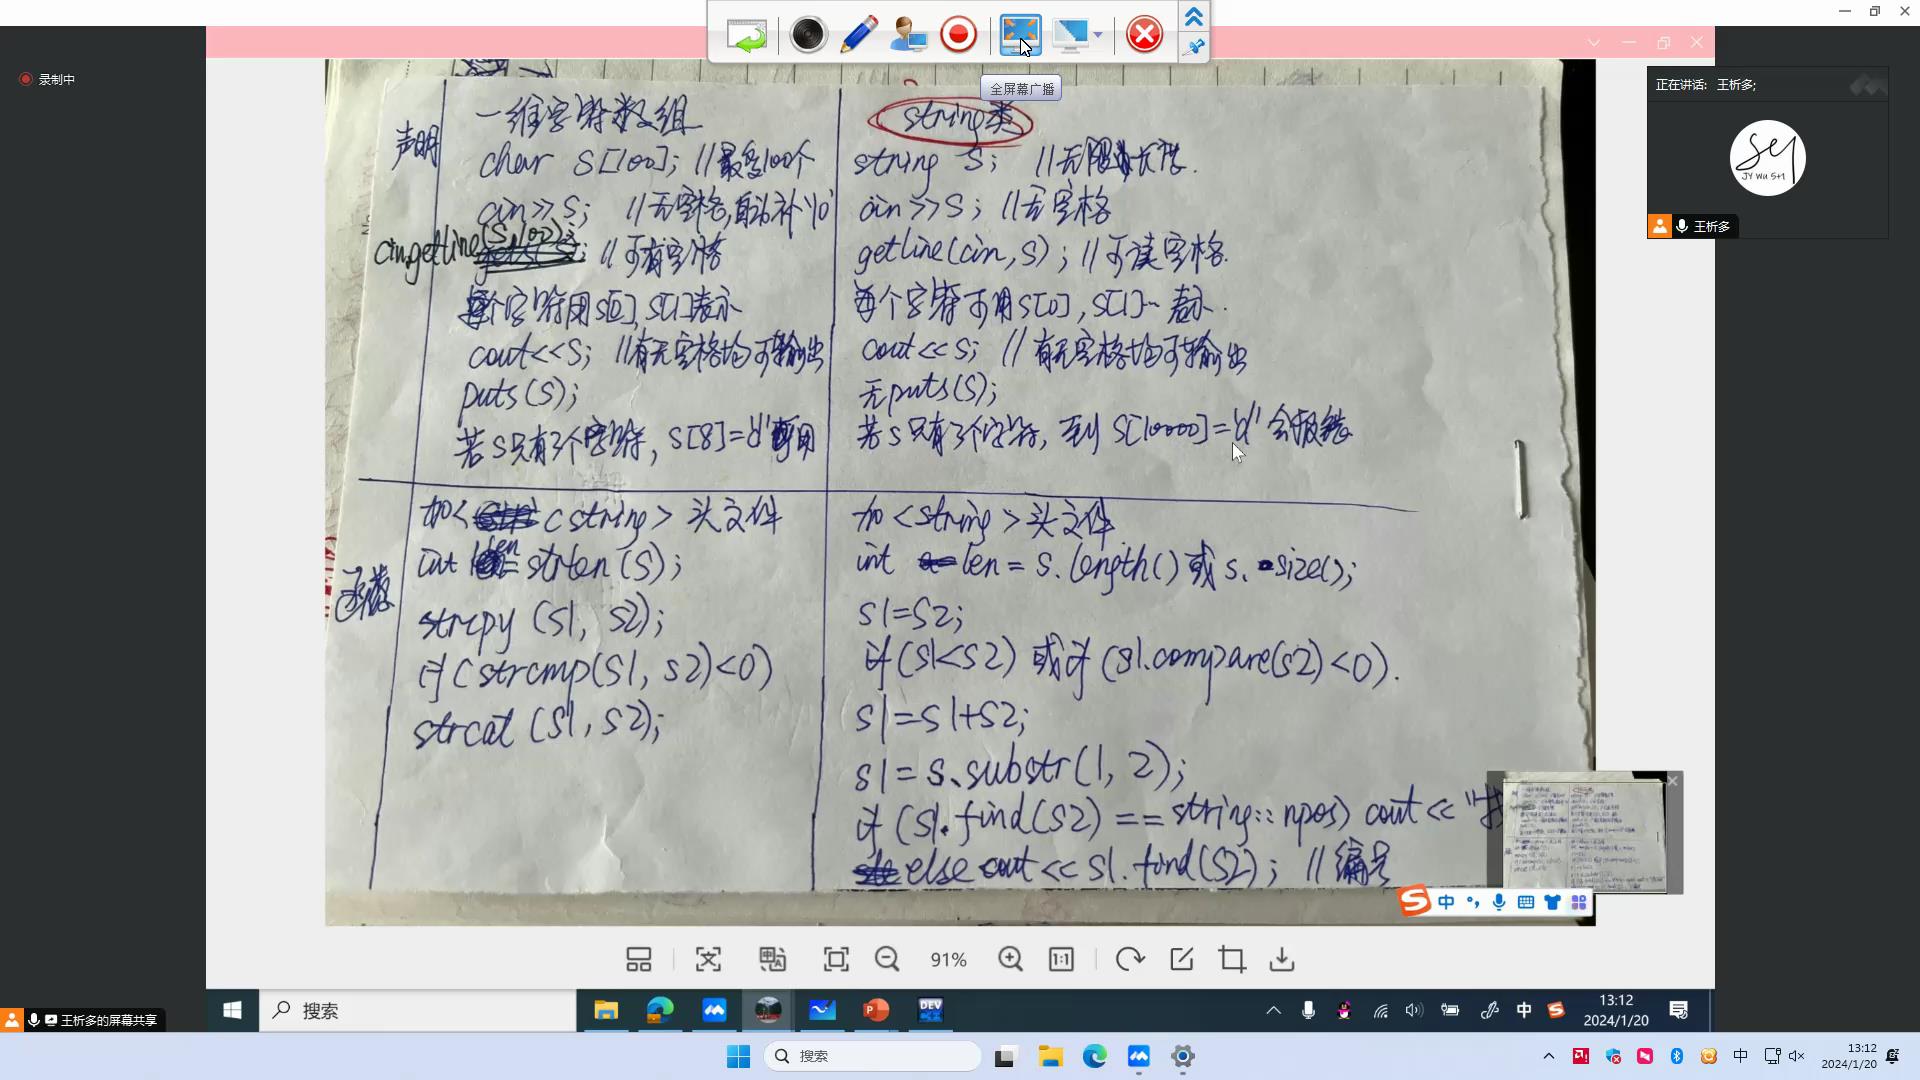 录制中
全屏幕广播
正在讲话: 王析多;
JY Wu S+1
王析多
声明
一维字符数组
char S[100]; //最多100个
cin>>S; //无空格,自动补'\0'
cin.getline(S,100); //可有空格
每个字符用S[0],S[1]表示
cout<<S; //有无空格均可输出
puts(S);
若S只有3个字符, S[8]='d'可用
string类
string S; //无限长度.
cin>>S; //无空格
getline(cin,S); //可读空格.
每个字符可用S[0],S[1]…表示.
cout<<S; //有无空格均可输出
无puts(S);
若S只有3个字符, 到S[10000]='d'会报错
函数
加<cstring>头文件
int len=strlen(S);
strcpy(S1, S2);
if(strcmp(S1, S2)<0)
strcat(S1, S2);
加<string>头文件
int len = s.length()或s.size();
s1=s2;
if(s1<s2)或if(s1.compare(s2)<0).
s1=s1+s2;
s1=s.substr(1,2);
if(s1.find(s2)==string::npos) cout<<"找
else cout<<s1.find(s2); //编号
中
91%
1:1
王析多的屏幕共享
搜索
DEV
中
13:12
2024/1/20
搜索
中
13:12
2024/1/20